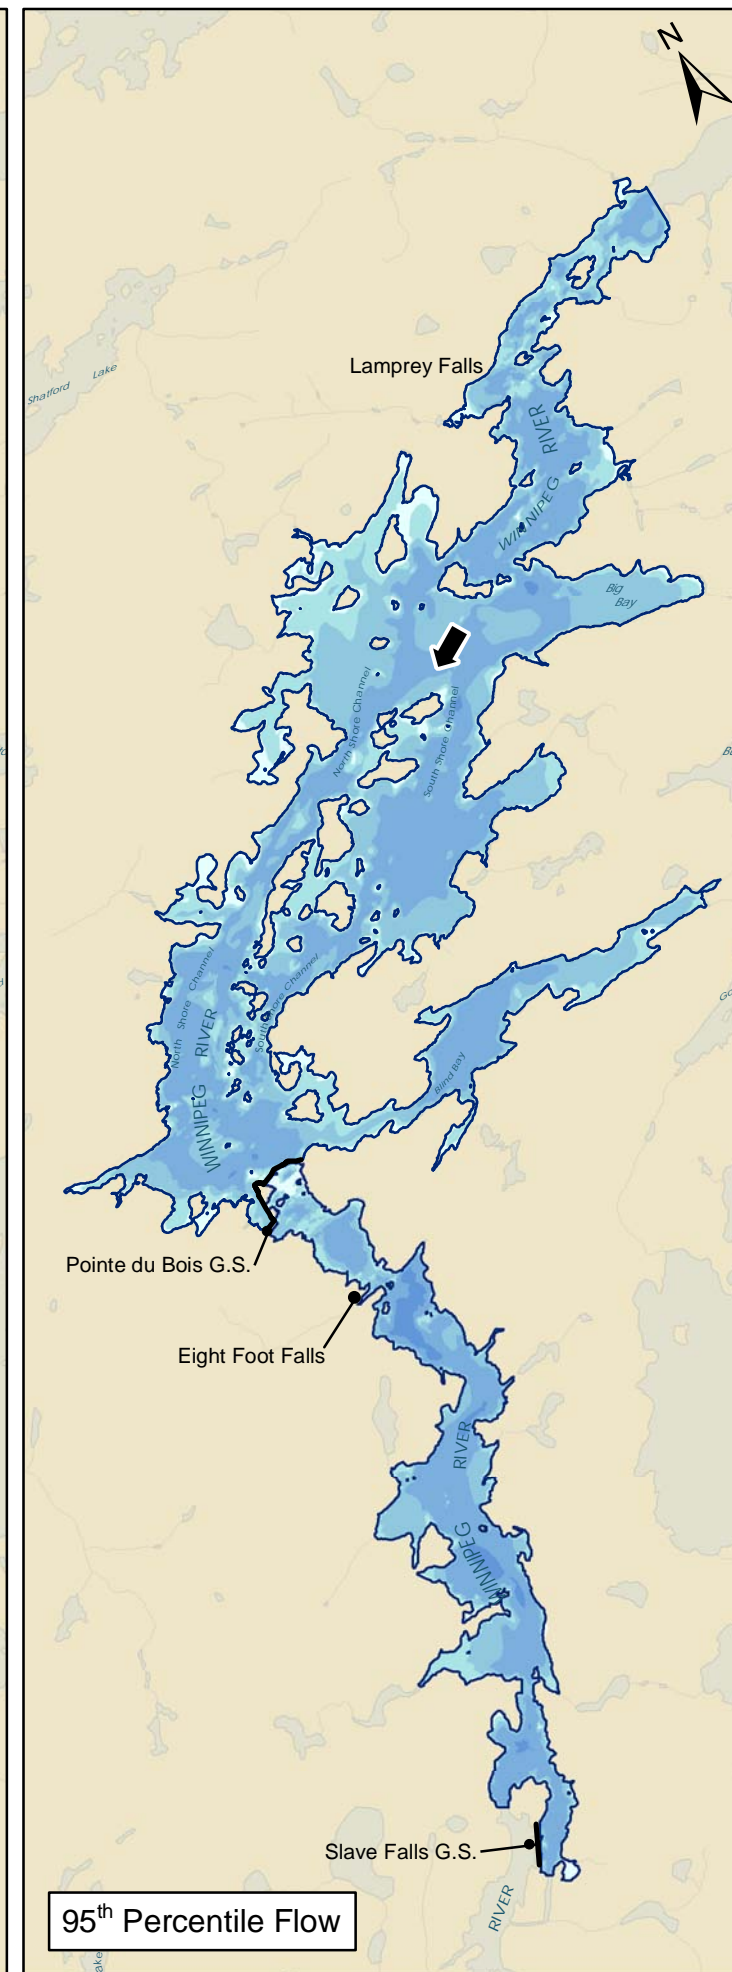 N
Shatford Lake
Lamprey Falls
WINNIPEG RIVER
Big
Bay
North Shore Channel
South Shore Channel
North Shore Channel
South Shore Channel
WINNIPEG RIVER
Blind Bay
Pointe du Bois G.S.
Eight Foot Falls
WINNIPEG RIVER
Slave Falls G.S.
RIVER
95th Percentile Flow